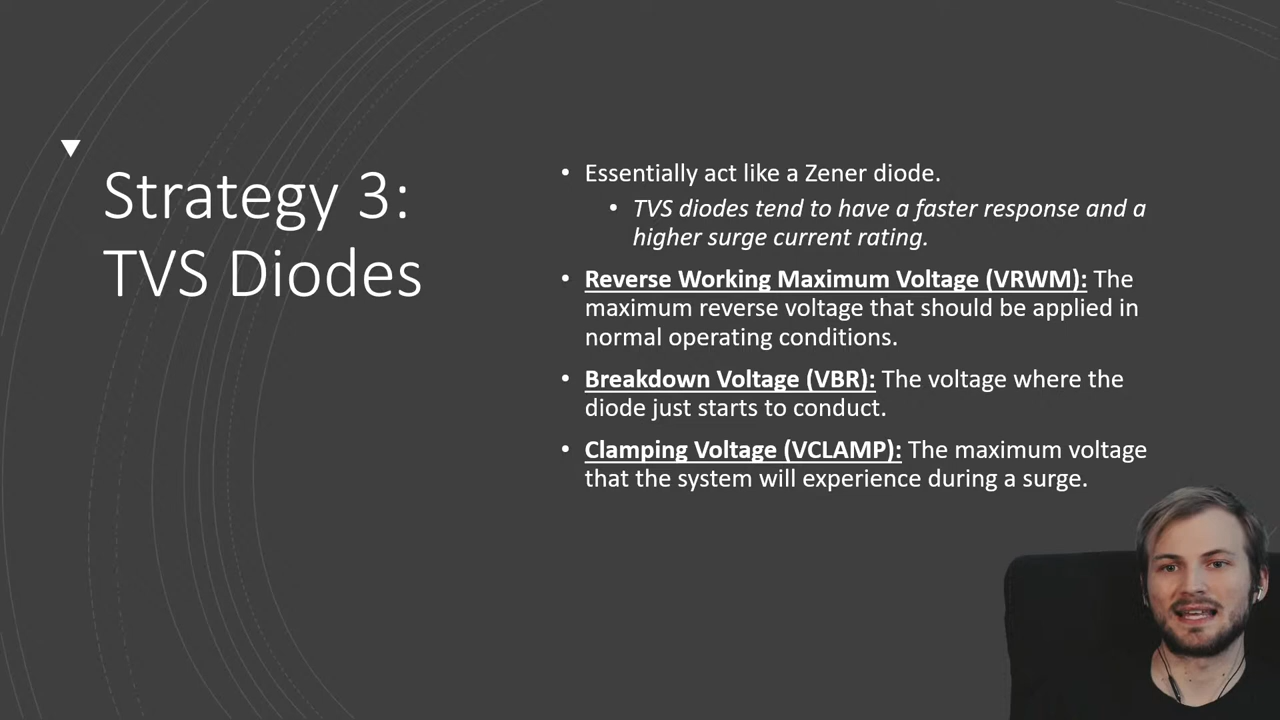 Strategy 3:
TVS Diodes
• Essentially act like a Zener diode.
• TVS diodes tend to have a faster response and a
higher surge current rating.
• Reverse Working Maximum Voltage (VRWM): The
maximum reverse voltage that should be applied in
normal operating conditions.
• Breakdown Voltage (VBR): The voltage where the
diode just starts to conduct.
• Clamping Voltage (VCLAMP): The maximum voltage
that the system will experience during a surge.